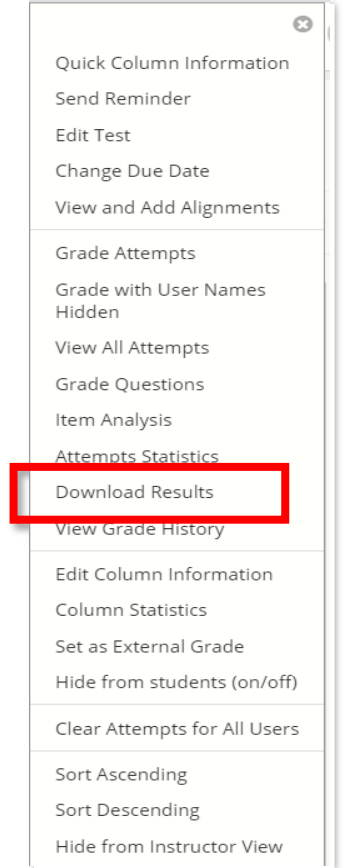 Quick Column Information
Send Reminder
Edit Test
Change Due Date
View and Add Alignments
Grade Attempts
Grade with User Names
Hidden
View All Attempts
Grade Questions
Item Analysis
Attempts Statistics
Download Results
View Grade History
Edit Column Information
Column Statistics
Set as External Grade
Hide from students (on/off)
Clear Attempts for All Users
Sort Ascending
Sort Descending
Hide from Instructor View